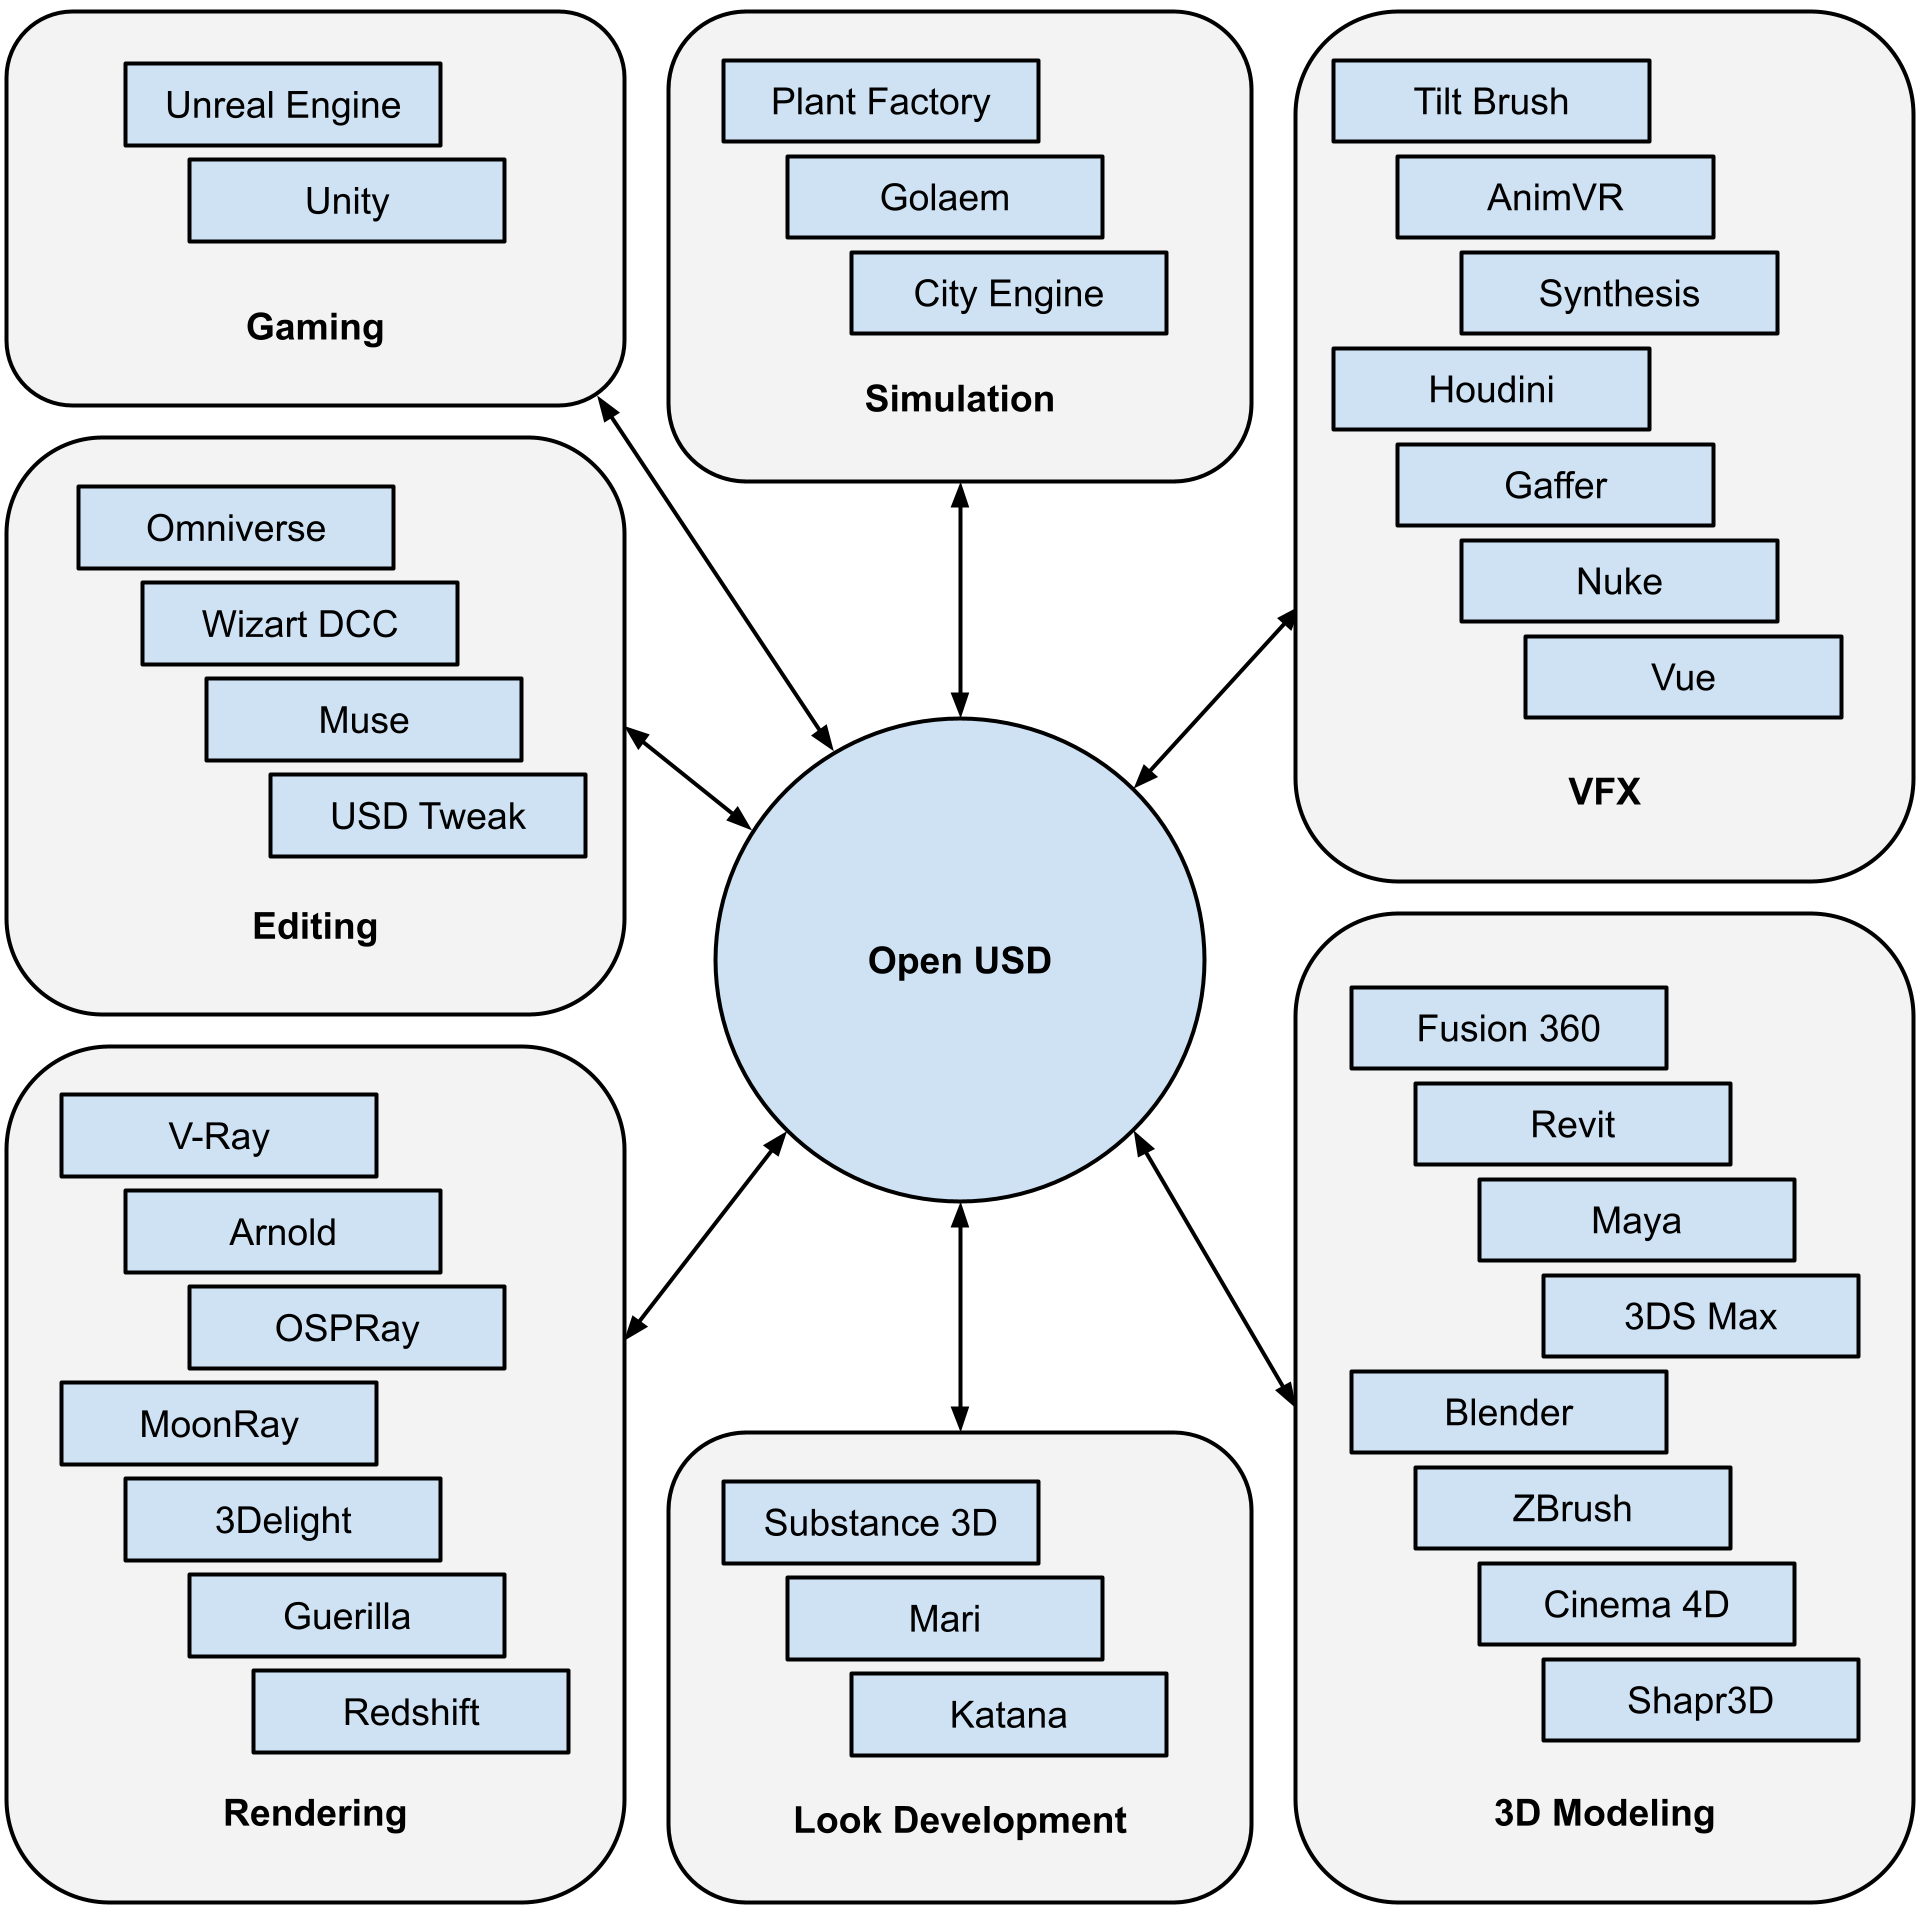 Unreal Engine
Unity
Gaming
Plant Factory
Golaem
City Engine
Simulation
Tilt Brush
AnimVR
Synthesis
Houdini
Gaffer
Nuke
Vue
VFX
Omniverse
Wizart DCC
Muse
USD Tweak
Editing
Open USD
V-Ray
Arnold
OSPRay
MoonRay
3Delight
Guerilla
Redshift
Rendering
Substance 3D
Mari
Katana
Look Development
Fusion 360
Revit
Maya
3DS Max
Blender
ZBrush
Cinema 4D
Shapr3D
3D Modeling